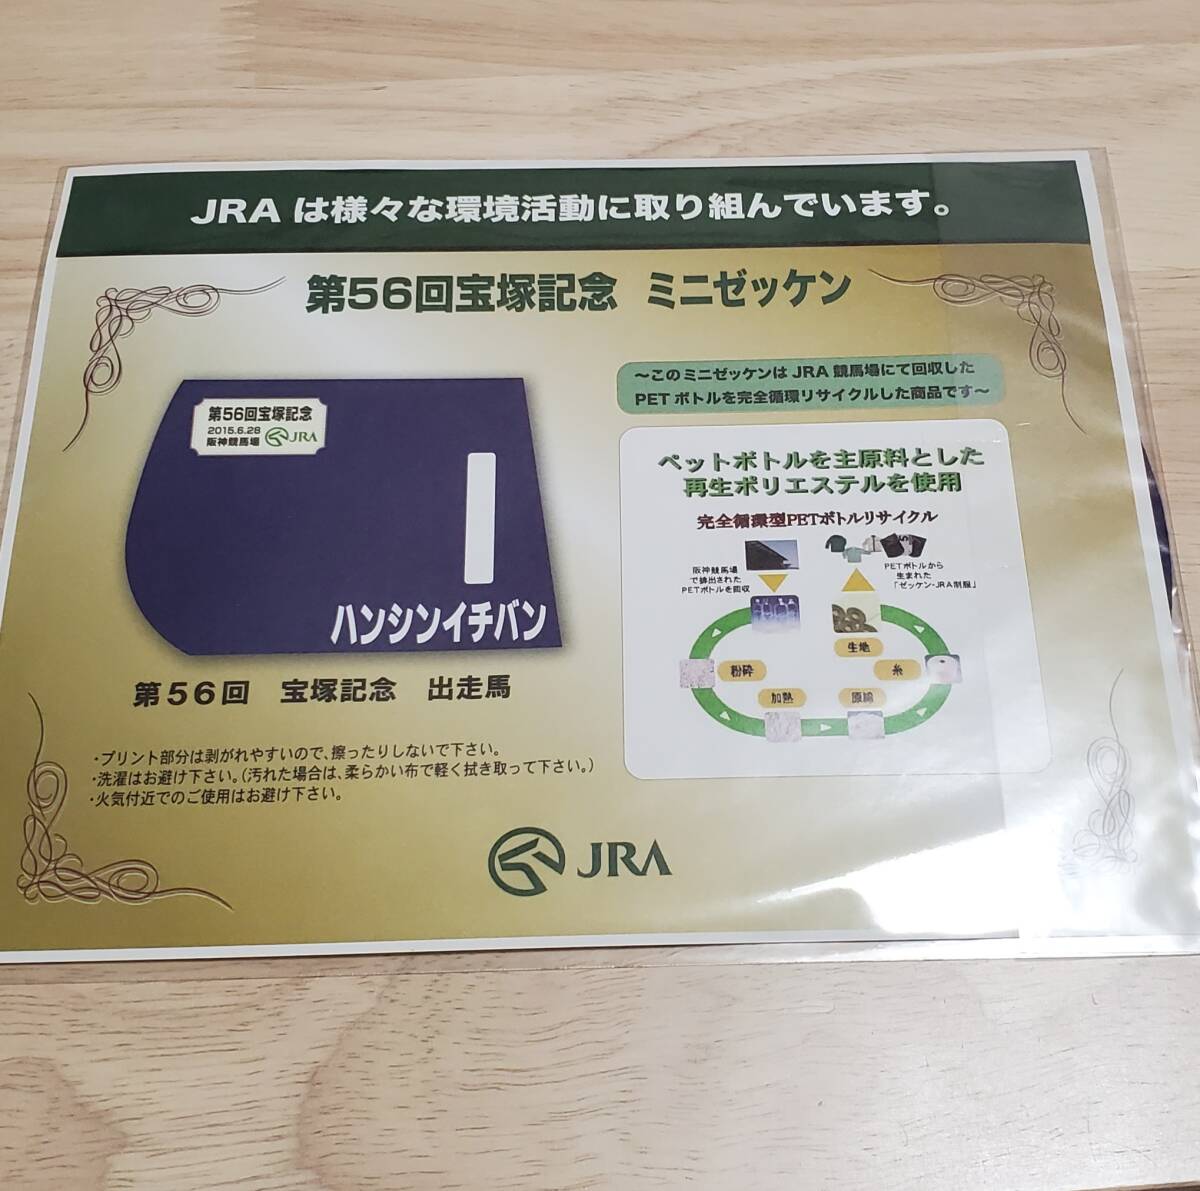 JRA は様々な環境活動に取り組んでいます。
第56回宝塚記念 ミニゼッケン
第56回宝塚記念
2015.6.28
阪神競馬場 JRA
1
ハンシンイチバン
第56回 宝塚記念 出走馬
・プリント部分は剥がれやすいので、擦ったりしないで下さい。
・洗濯はお避け下さい。(汚れた場合は、柔らかい布で軽く拭き取って下さい。)
・火気付近でのご使用はお避け下さい。
～このミニゼッケンは JRA 競馬場にて回収した
PET ボトルを完全循環リサイクルした商品です～
ペットボトルを主原料とした
再生ポリエステルを使用
完全循環型PETボトルリサイクル
阪神競馬場
で排出された
PETボトルを回収
PETボトルから
生まれた
「ゼッケン・JRA制服」
生地
粉砕
糸
加熱
原綿
JRA